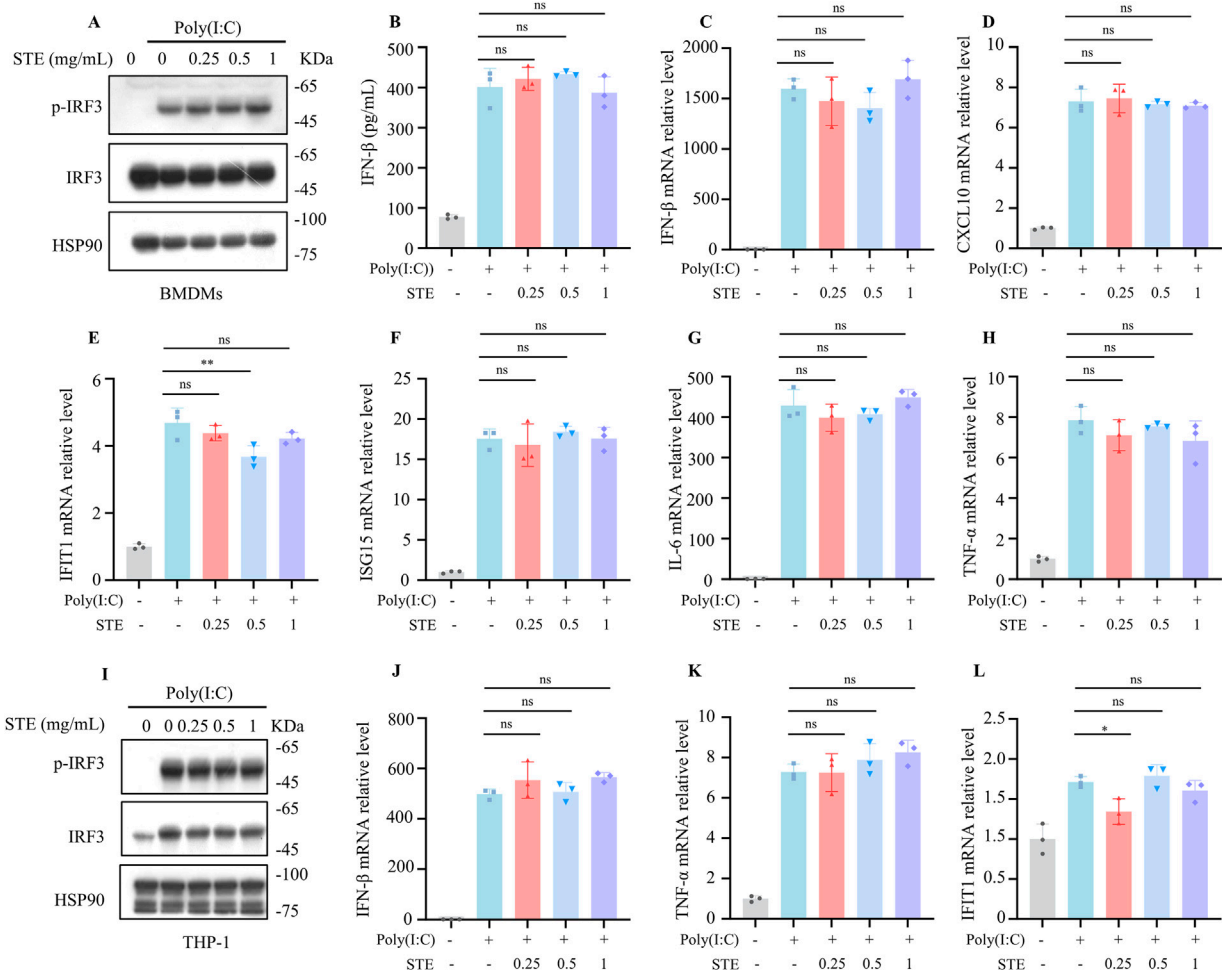 A
Poly(I:C)
STE (mg/mL) 0 0 0.25 0.5 1 KDa
p-IRF3
-65
-45
IRF3
-65
-45
HSP90
-100
-75
BMDMs
B
ns
ns
ns
IFN-β (pg/mL)
500
400
300
200
100
0
Poly(I:C)) - + + + +
STE - - 0.25 0.5 1
C
ns
ns
ns
IFN-β mRNA relative level
2000
1500
1000
500
0
Poly(I:C) - + + + +
STE - - 0.25 0.5 1
D
ns
ns
ns
CXCL10 mRNA relative level
10
8
6
4
2
0
Poly(I:C) - + + + +
STE - - 0.25 0.5 1
E
ns
**
ns
IFIT1 mRNA relative level
6
4
2
0
Poly(I:C) - + + + +
STE - - 0.25 0.5 1
F
ns
ns
ns
ISG15 mRNA relative level
25
20
15
10
5
0
Poly(I:C) - + + + +
STE - - 0.25 0.5 1
G
ns
ns
ns
IL-6 mRNA relative level
500
400
300
200
100
0
Poly(I:C) - + + + +
STE - - 0.25 0.5 1
H
ns
ns
ns
TNF-α mRNA relative level
10
8
6
4
2
0
Poly(I:C) - + + + +
STE - - 0.25 0.5 1
I
Poly(I:C)
STE (mg/mL) 0 0 0.25 0.5 1 KDa
p-IRF3
-65
-45
IRF3
-65
-45
HSP90
-100
-75
THP-1
J
ns
ns
ns
IFN-β mRNA relative level
800
600
400
200
0
Poly(I:C) - + + + +
STE - - 0.25 0.5 1
K
ns
ns
ns
TNF-α mRNA relative level
10
8
6
4
2
0
Poly(I:C) - + + + +
STE - - 0.25 0.5 1
L
ns
ns
*
IFIT1 mRNA relative level
2.5
2.0
1.5
1.5
0.5
0
Poly(I:C) - + + + +
STE - - 0.25 0.5 1